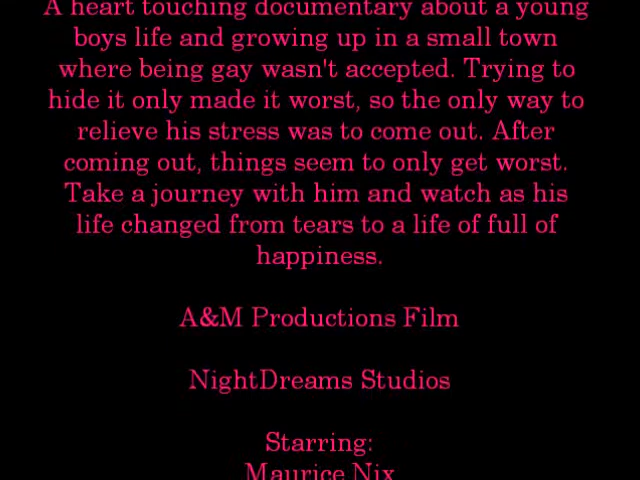 A heart touching documentary about a young
boys life and growing up in a small town
where being gay wasn't accepted. Trying to
hide it only made it worst, so the only way to
relieve his stress was to come out. After
coming out, things seem to only get worst.
Take a journey with him and watch as his
life changed from tears to a life of full of
happiness.
A&M Productions Film
NightDreams Studios
Starring:
Maurice Nix